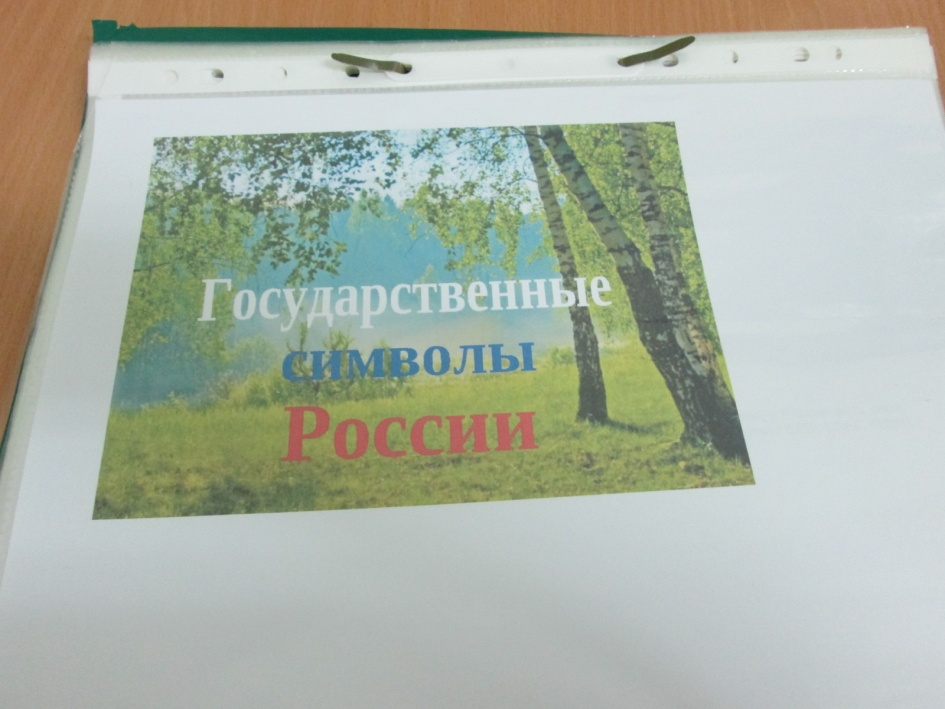 Государственные
символы
России